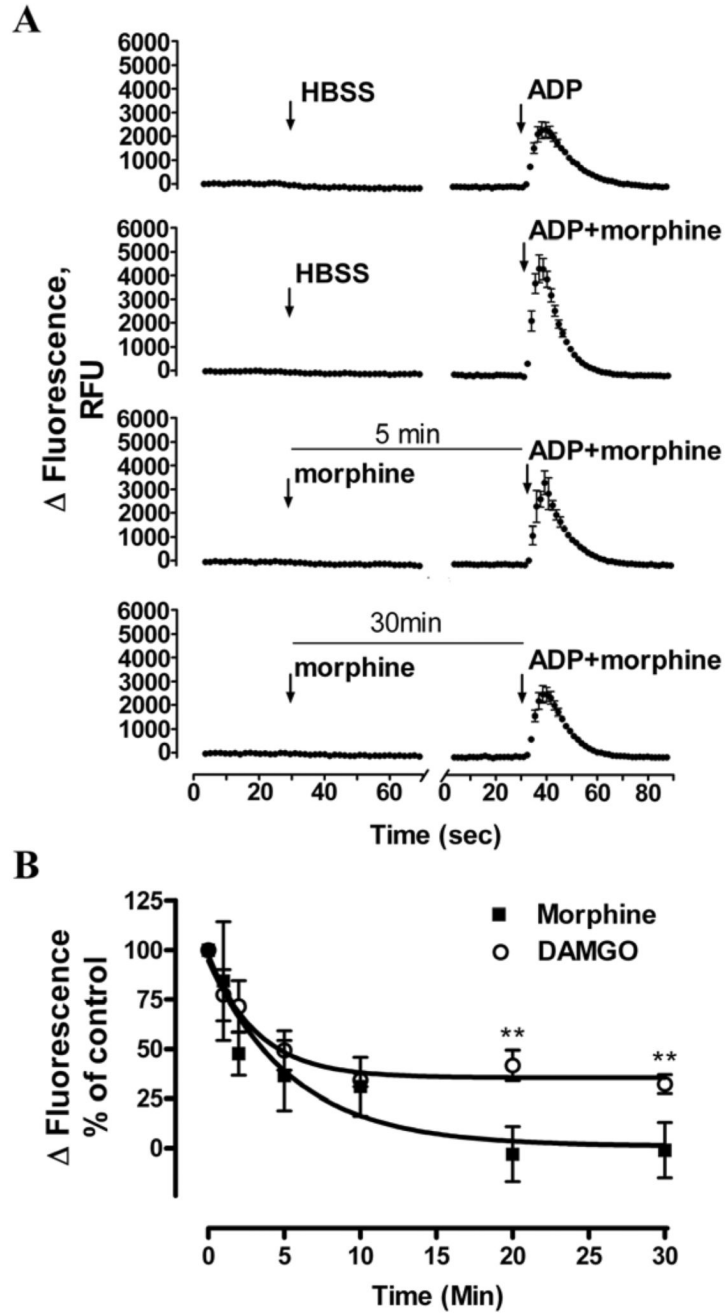 A
6000
5000
4000
3000
2000
1000
0
HBSS
ADP
6000
5000
4000
3000
2000
1000
0
HBSS
ADP+morphine
6000
5000
4000
3000
2000
1000
0
5 min
morphine
ADP+morphine
6000
5000
4000
3000
2000
1000
0
30min
morphine
ADP+morphine
Δ Fluorescence,
RFU
0 20 40 60 20 40 60 80
Time (sec)
B
125
100
75
50
25
0
Δ Fluorescence
% of control
Morphine
DAMGO
**
**
0 5 10 15 20 25 30
Time (Min)